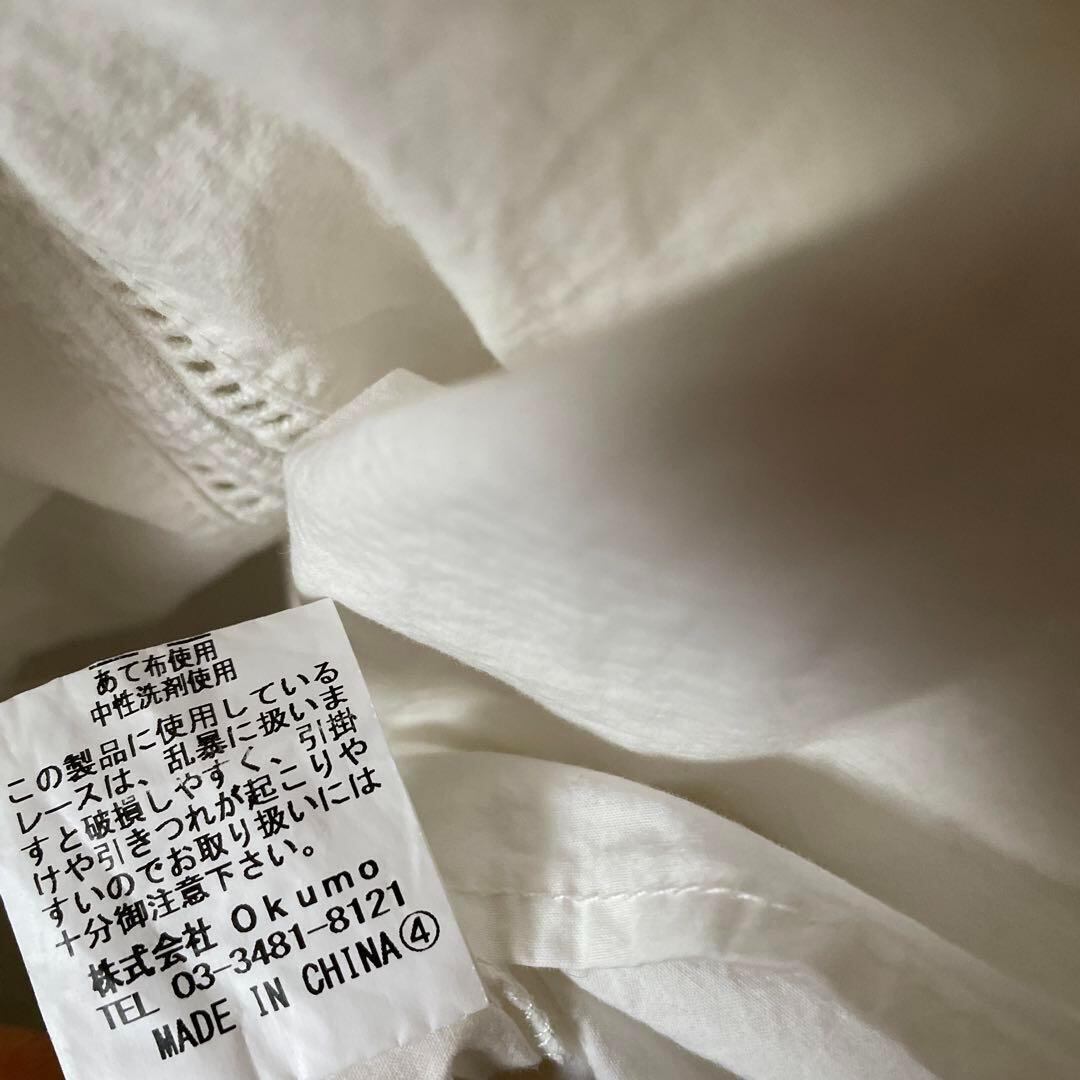 あて布使用
中性洗剤使用
この製品に使用している
レースは、乱暴に扱いま
すと破損しやすく、引掛
けや引きつれが起こりや
すいのでお取り扱いには
十分御注意下さい。
株式会社 Okumo
TEL 03-3481-8121
MADE IN CHINA④